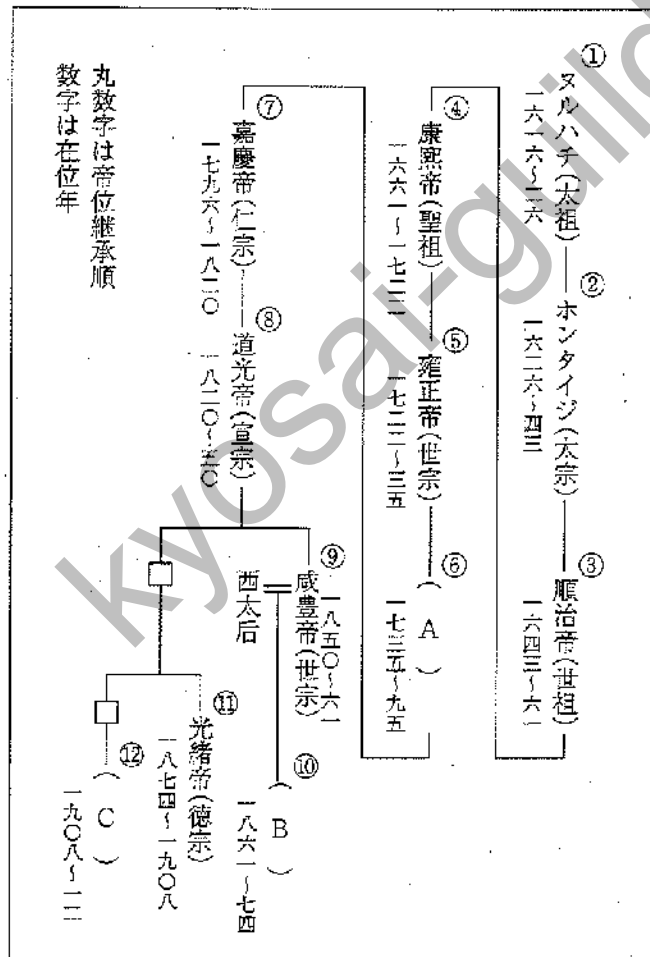 ①
ヌルハチ(太祖)
一六一六～二六
②
ホンタイジ(太宗)
一六二六～四三
③
順治帝(世祖)
一六四三～六一
④
康熙帝(聖祖)
一六六一～一七二二
⑤
雍正帝(世宗)
一七二二～三五
⑥
(A)
一七三五～九五
⑦
嘉慶帝(仁宗)
一七九六～一八二〇
⑧
道光帝(宣宗)
一八二〇～五〇
⑨
咸豊帝(世宗)
一八五〇～六一
西太后
⑩
(B)
一八六一～七四
⑪
光緒帝(徳宗)
一八七四～一九〇八
⑫
(C)
一九〇八～一二
丸数字は帝位継承順
数字は在位年
kyosai-guild